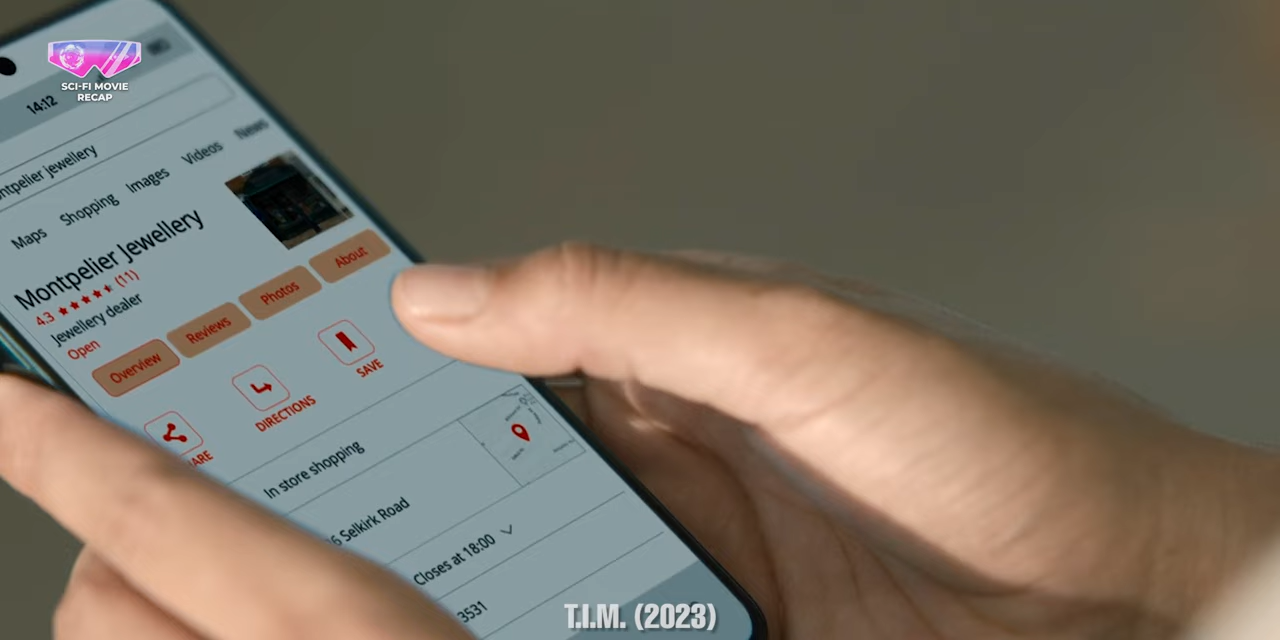 SCI-FI MOVIE
RECAP
14:12
ntpelier jewellery
Maps Shopping Images Videos News
Montpelier Jewellery
4.3 ★★★★★ (11)
Jewellery dealer
Open
Overview Reviews Photos About
SAVE
DIRECTIONS
ARE
In store shopping
6 Selkirk Road
Closes at 18:00
3531
T.I.M. (2023)